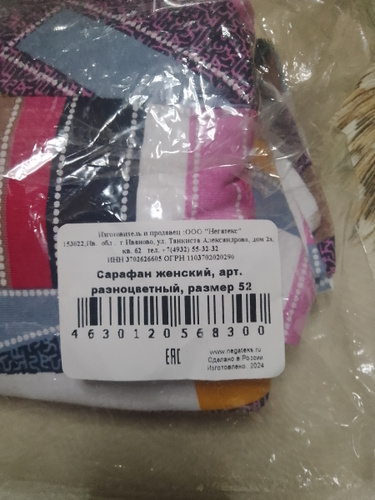 Изготовитель и продавец :ООО "Негатекс"
153022,Ив. обл., г Иваново, ул. Танкиста Александрова, дом 2а,
кв. 62 тел. +7(4932) 55-32-32
ИНН 3702626605 ОГРН 1103702020290
Сарафан женский, арт.
разноцветный, размер 52
4630120568300
EAC
www.negateks.ru
Сделано в России
Изготовлено: 2024